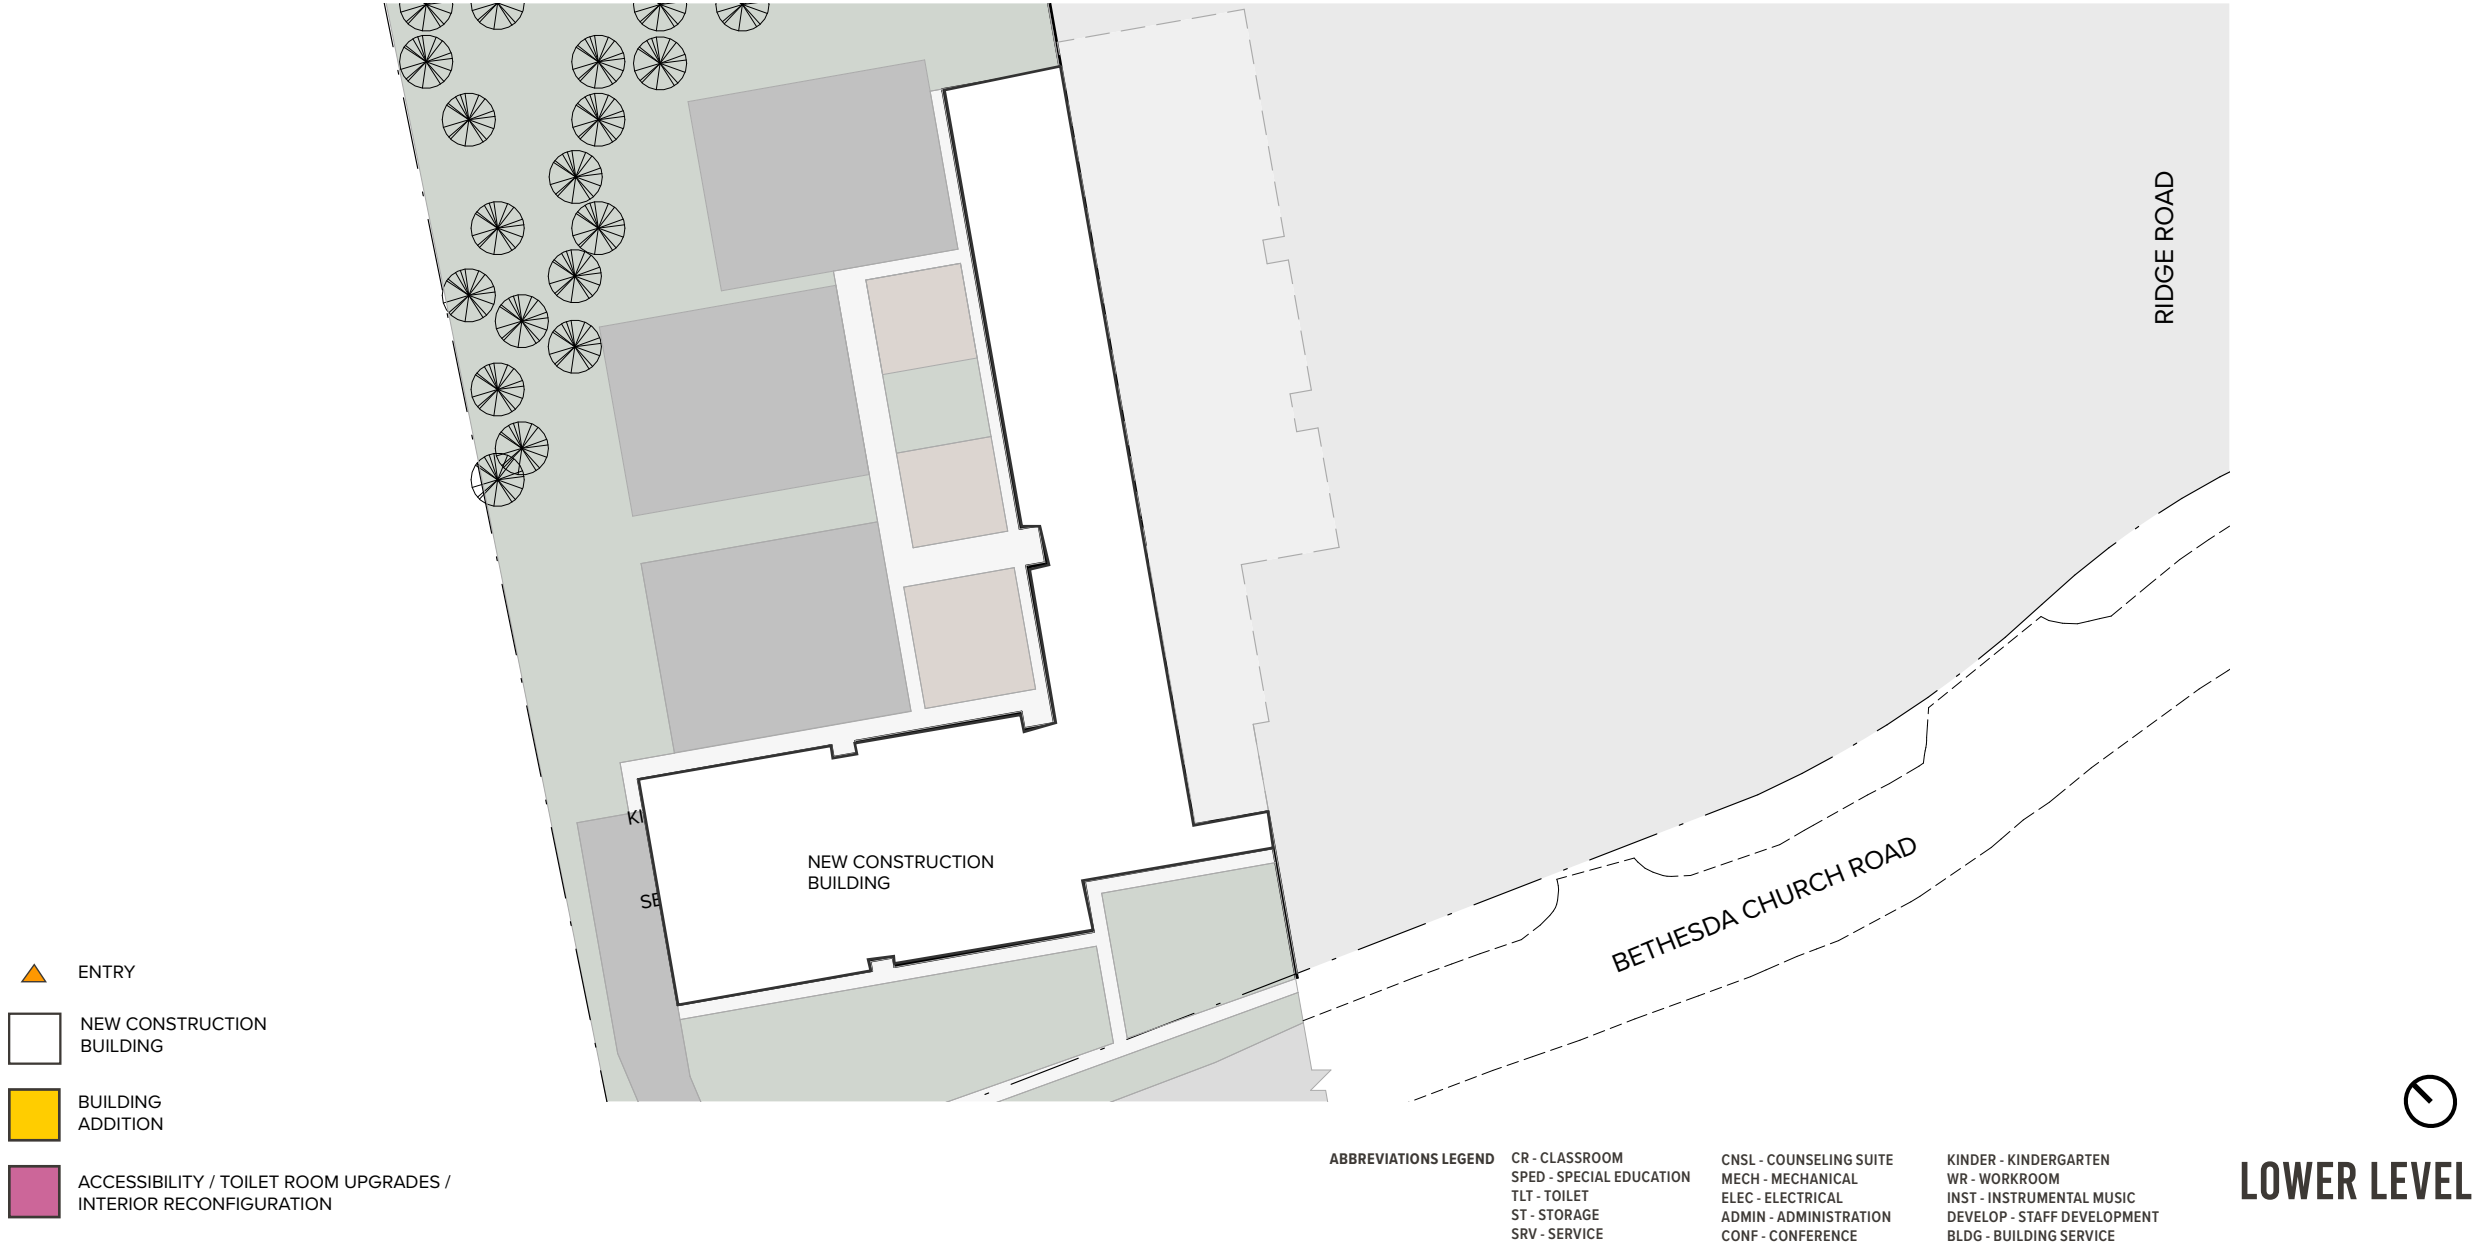 RIDGE ROAD
KI
NEW CONSTRUCTION
BUILDING
SE
BETHESDA CHURCH ROAD
ENTRY
NEW CONSTRUCTION
BUILDING
BUILDING
ADDITION
ACCESSIBILITY / TOILET ROOM UPGRADES /
INTERIOR RECONFIGURATION
ABBREVIATIONS LEGEND
CR - CLASSROOM
SPED - SPECIAL EDUCATION
TLT - TOILET
ST - STORAGE
SRV - SERVICE
CNSL - COUNSELING SUITE
MECH - MECHANICAL
ELEC - ELECTRICAL
ADMIN - ADMINISTRATION
CONF - CONFERENCE
KINDER - KINDERGARTEN
WR - WORKROOM
INST - INSTRUMENTAL MUSIC
DEVELOP - STAFF DEVELOPMENT
BLDG - BUILDING SERVICE
LOWER LEVEL